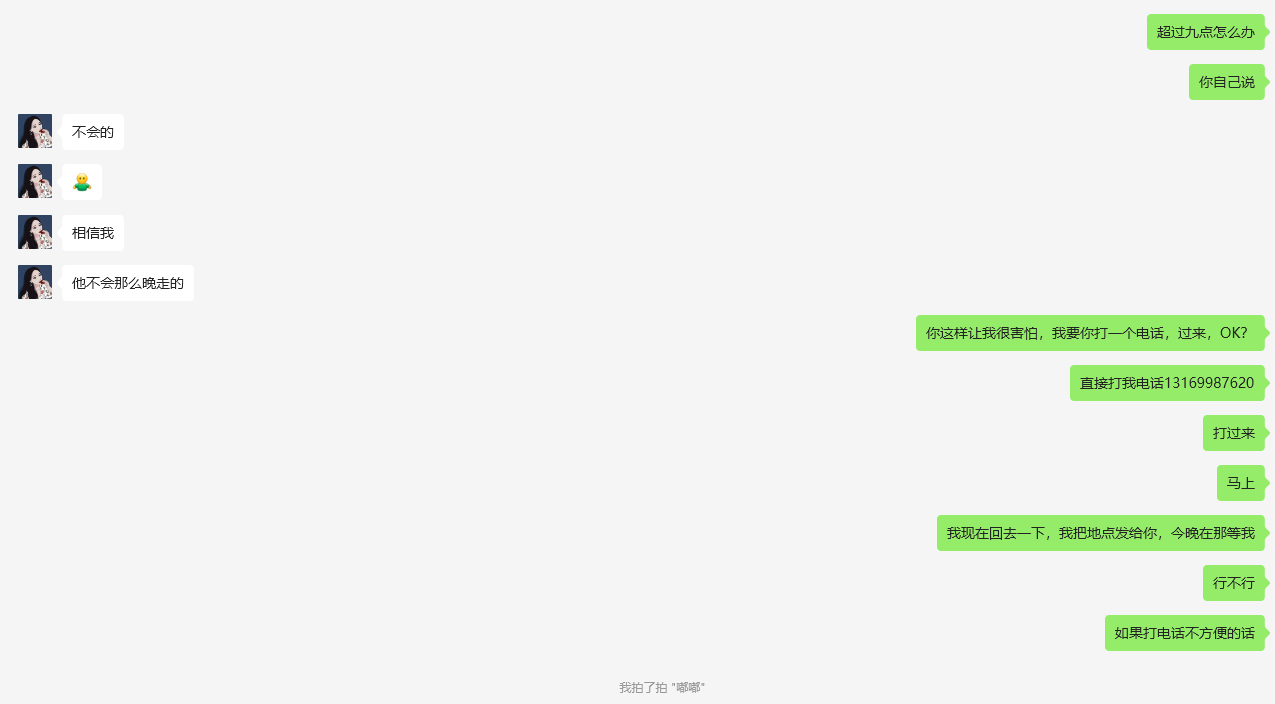 超过九点怎么办
你自己说
不会的
相信我
他不会那么晚走的
你这样让我很害怕，我要你打一个电话，过来，OK？
直接打我电话13169987620
打过来
马上
我现在回去一下，我把地点发给你，今晚在那等我
行不行
如果打电话不方便的话
我拍了拍 "嘟嘟"